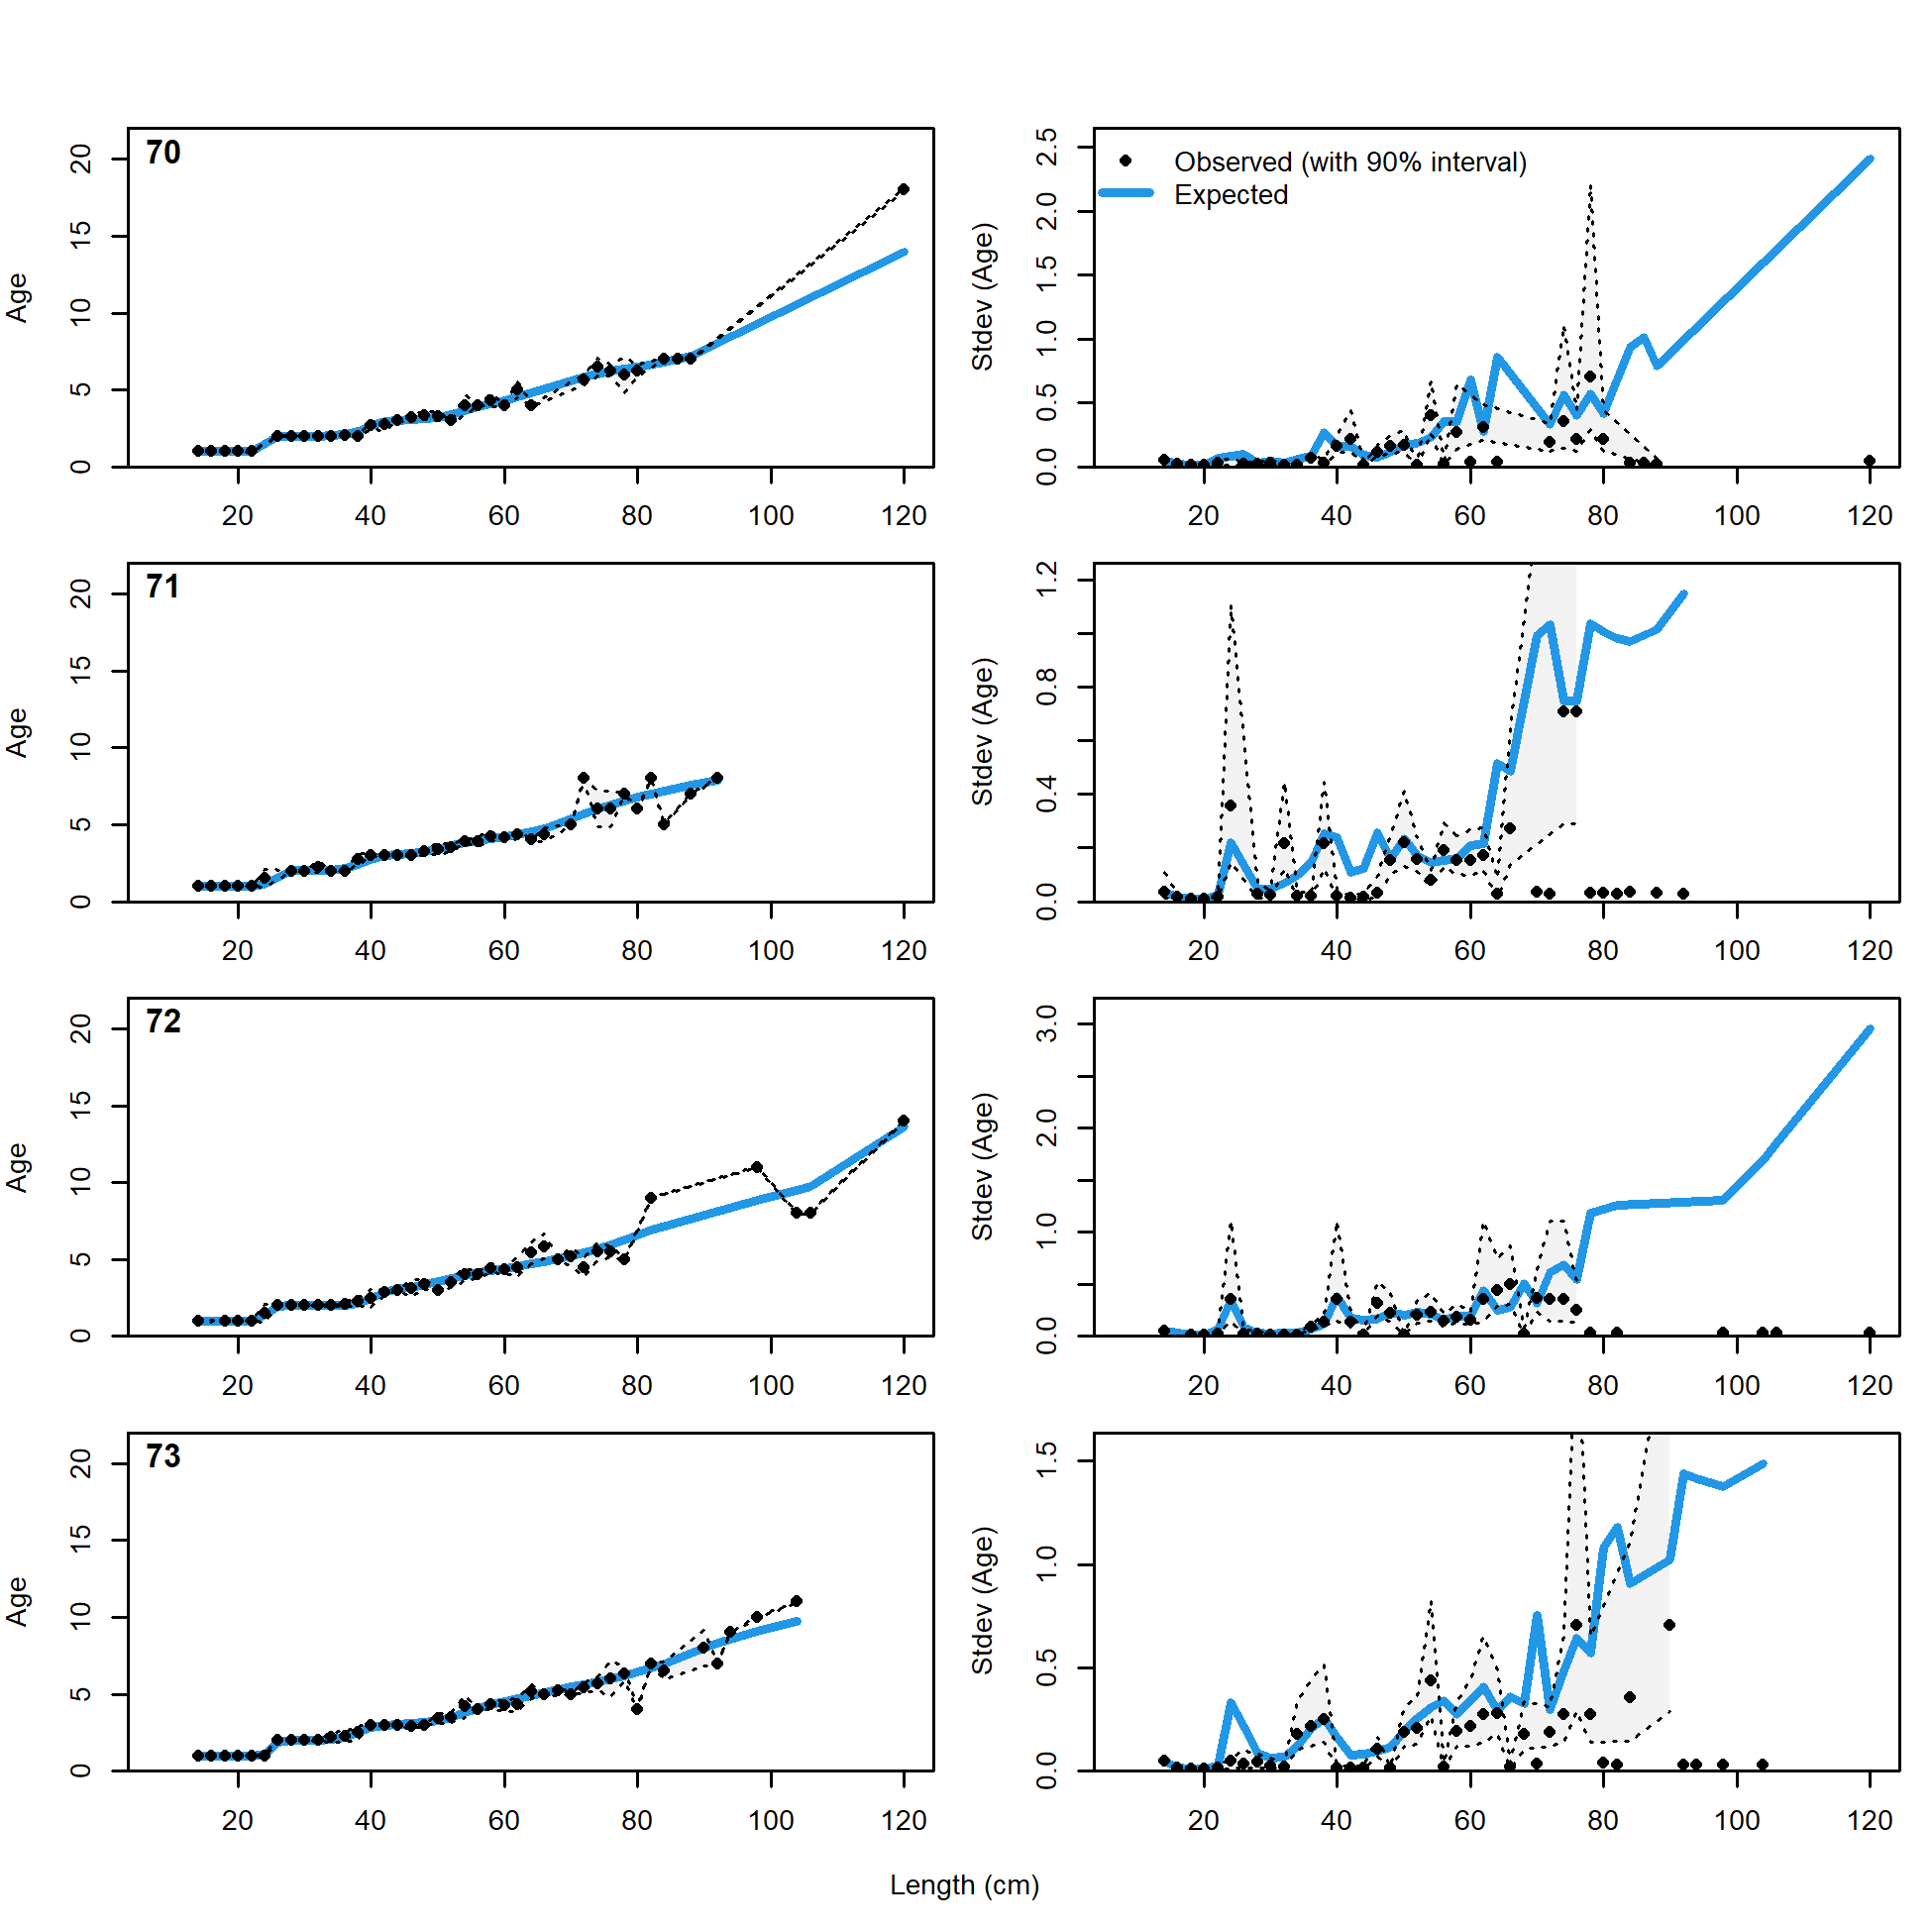 70
Age
0 5 10 15 20
20 40 60 80 100 120
Observed (with 90% interval)
Expected
Stdev (Age)
0.0 0.5 1.0 1.5 2.0 2.5
20 40 60 80 100 120
71
Age
0 5 10 15 20
20 40 60 80 100 120
Stdev (Age)
0.0 0.4 0.8 1.2
20 40 60 80 100 120
72
Age
0 5 10 15 20
20 40 60 80 100 120
Stdev (Age)
0.0 1.0 2.0 3.0
20 40 60 80 100 120
73
Age
0 5 10 15 20
20 40 60 80 100 120
Stdev (Age)
0.0 0.5 1.0 1.5
20 40 60 80 100 120
Length (cm)